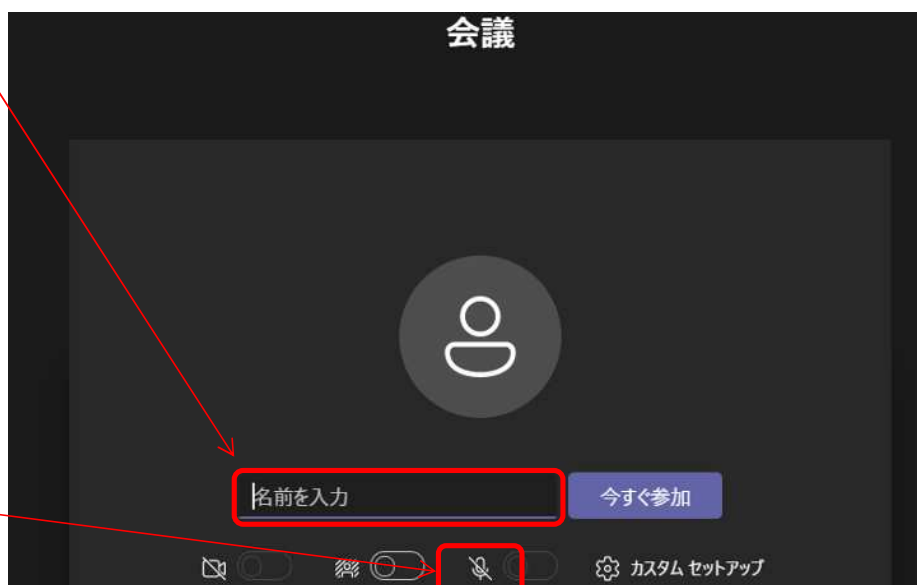 会議
名前を入力
今すぐ参加
カスタム セットアップ